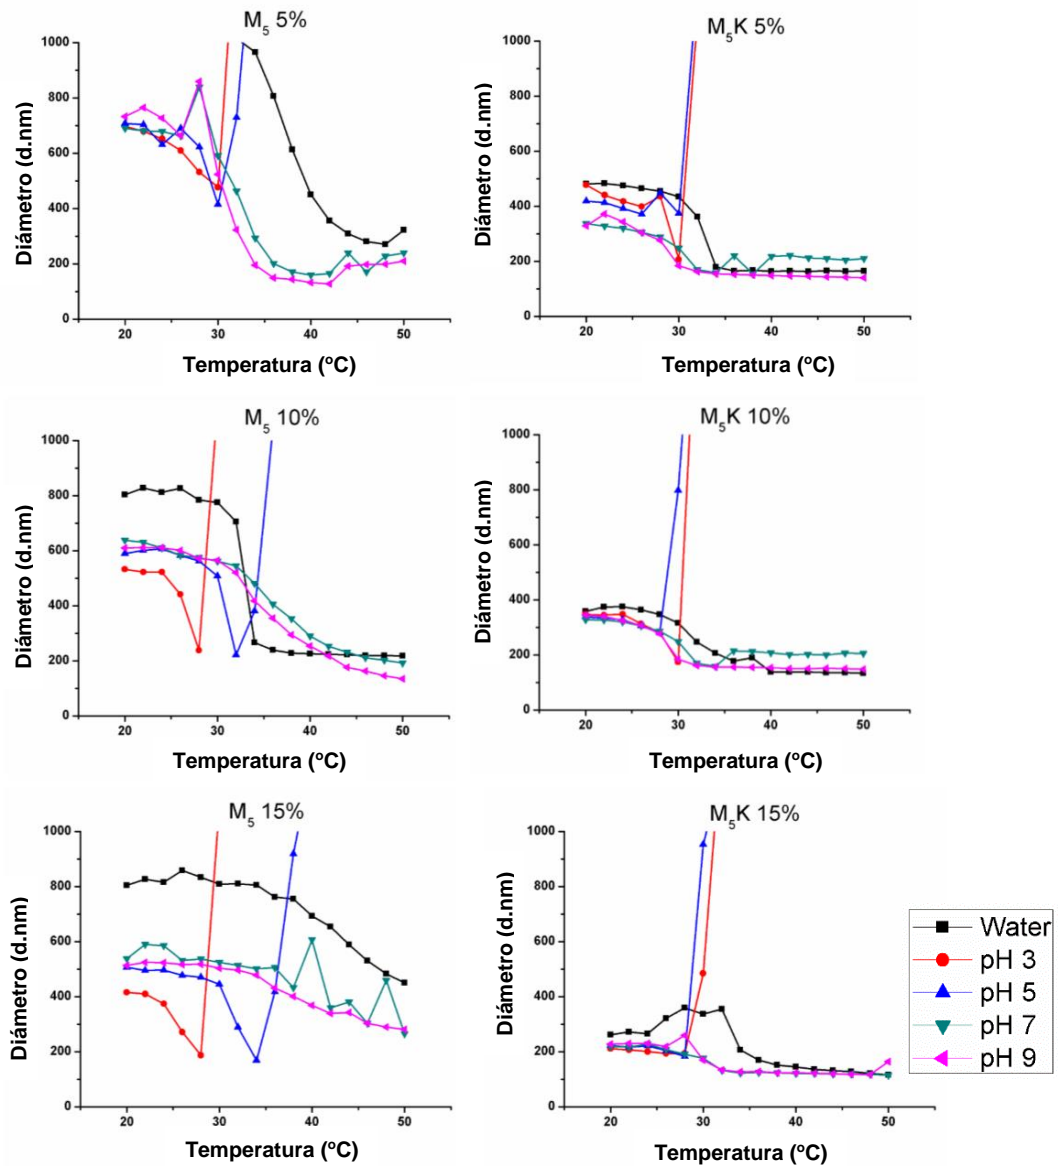 M5 5%
1000
800
600
400
200
0
Diámetro (d.nm)
20 30 40 50
Temperatura (ºC)
M5K 5%
1000
800
600
400
200
0
Diámetro (d.nm)
20 30 40 50
Temperatura (ºC)
M5 10%
1000
800
600
400
200
0
Diámetro (d.nm)
20 30 40 50
Temperatura (ºC)
M5K 10%
1000
800
600
400
200
0
Diámetro (d.nm)
20 30 40 50
Temperatura (ºC)
M5 15%
1000
800
600
400
200
0
Diámetro (d.nm)
20 30 40 50
Temperatura (ºC)
M5K 15%
1000
800
600
400
200
0
Diámetro (d.nm)
20 30 40 50
Temperatura (ºC)
Water
pH 3
pH 5
pH 7
pH 9